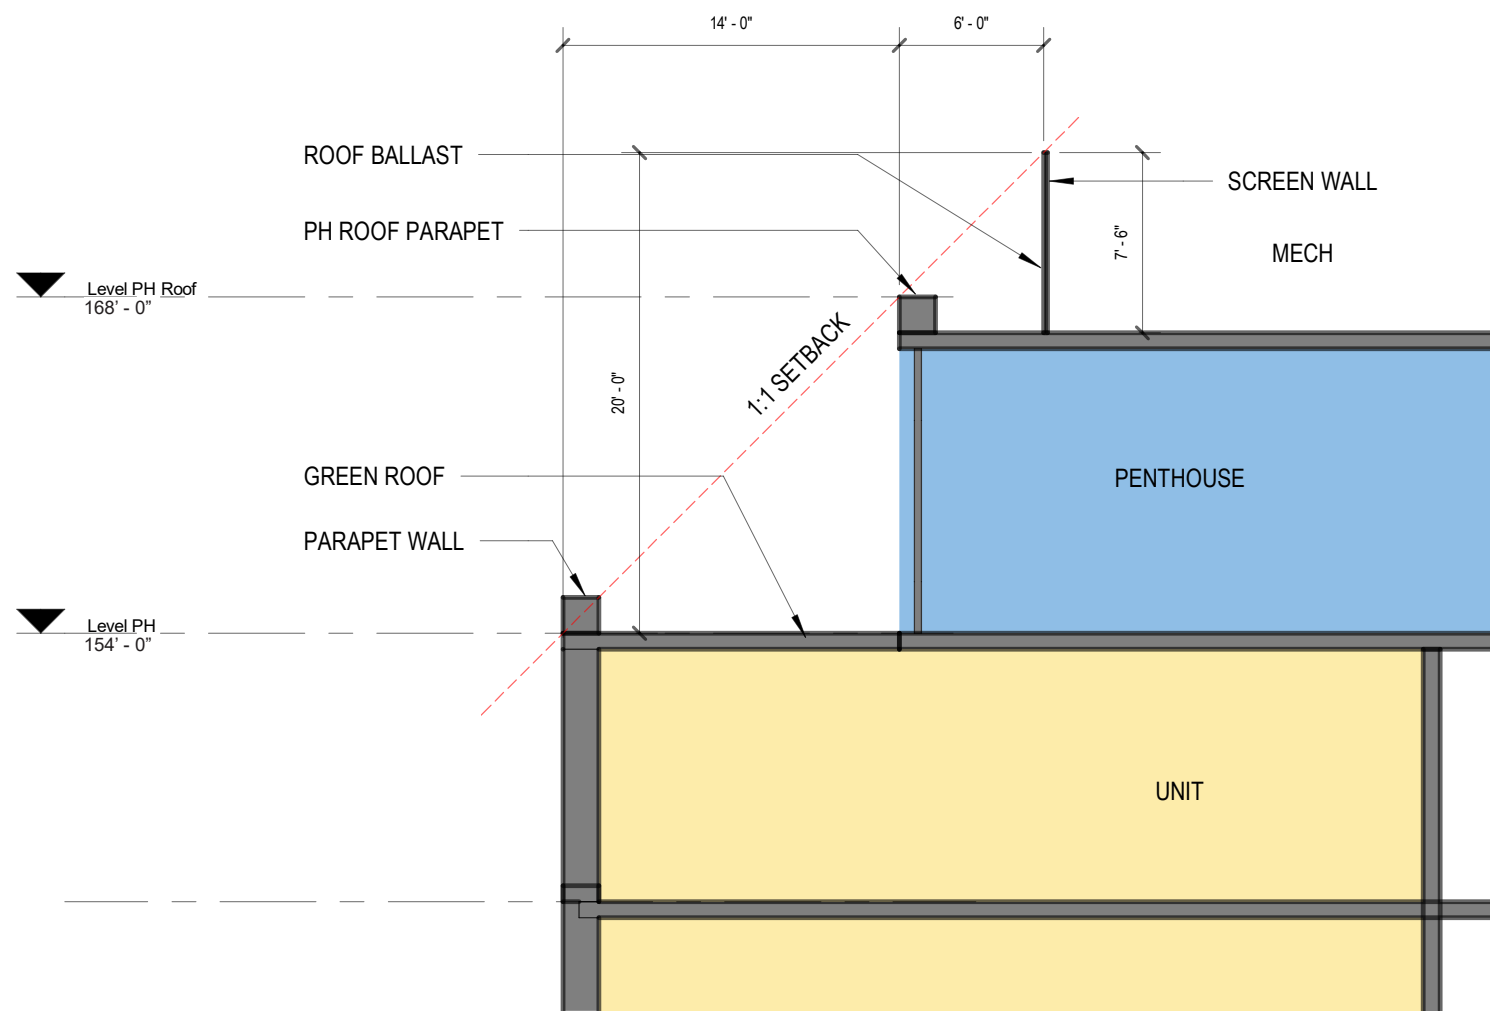 14' - 0"
6' - 0"
ROOF BALLAST
SCREEN WALL
PH ROOF PARAPET
7' - 6"
MECH
Level PH Roof
168' - 0”
1:1 SETBACK
20' - 0"
GREEN ROOF
PENTHOUSE
PARAPET WALL
Level PH
154' - 0”
UNIT